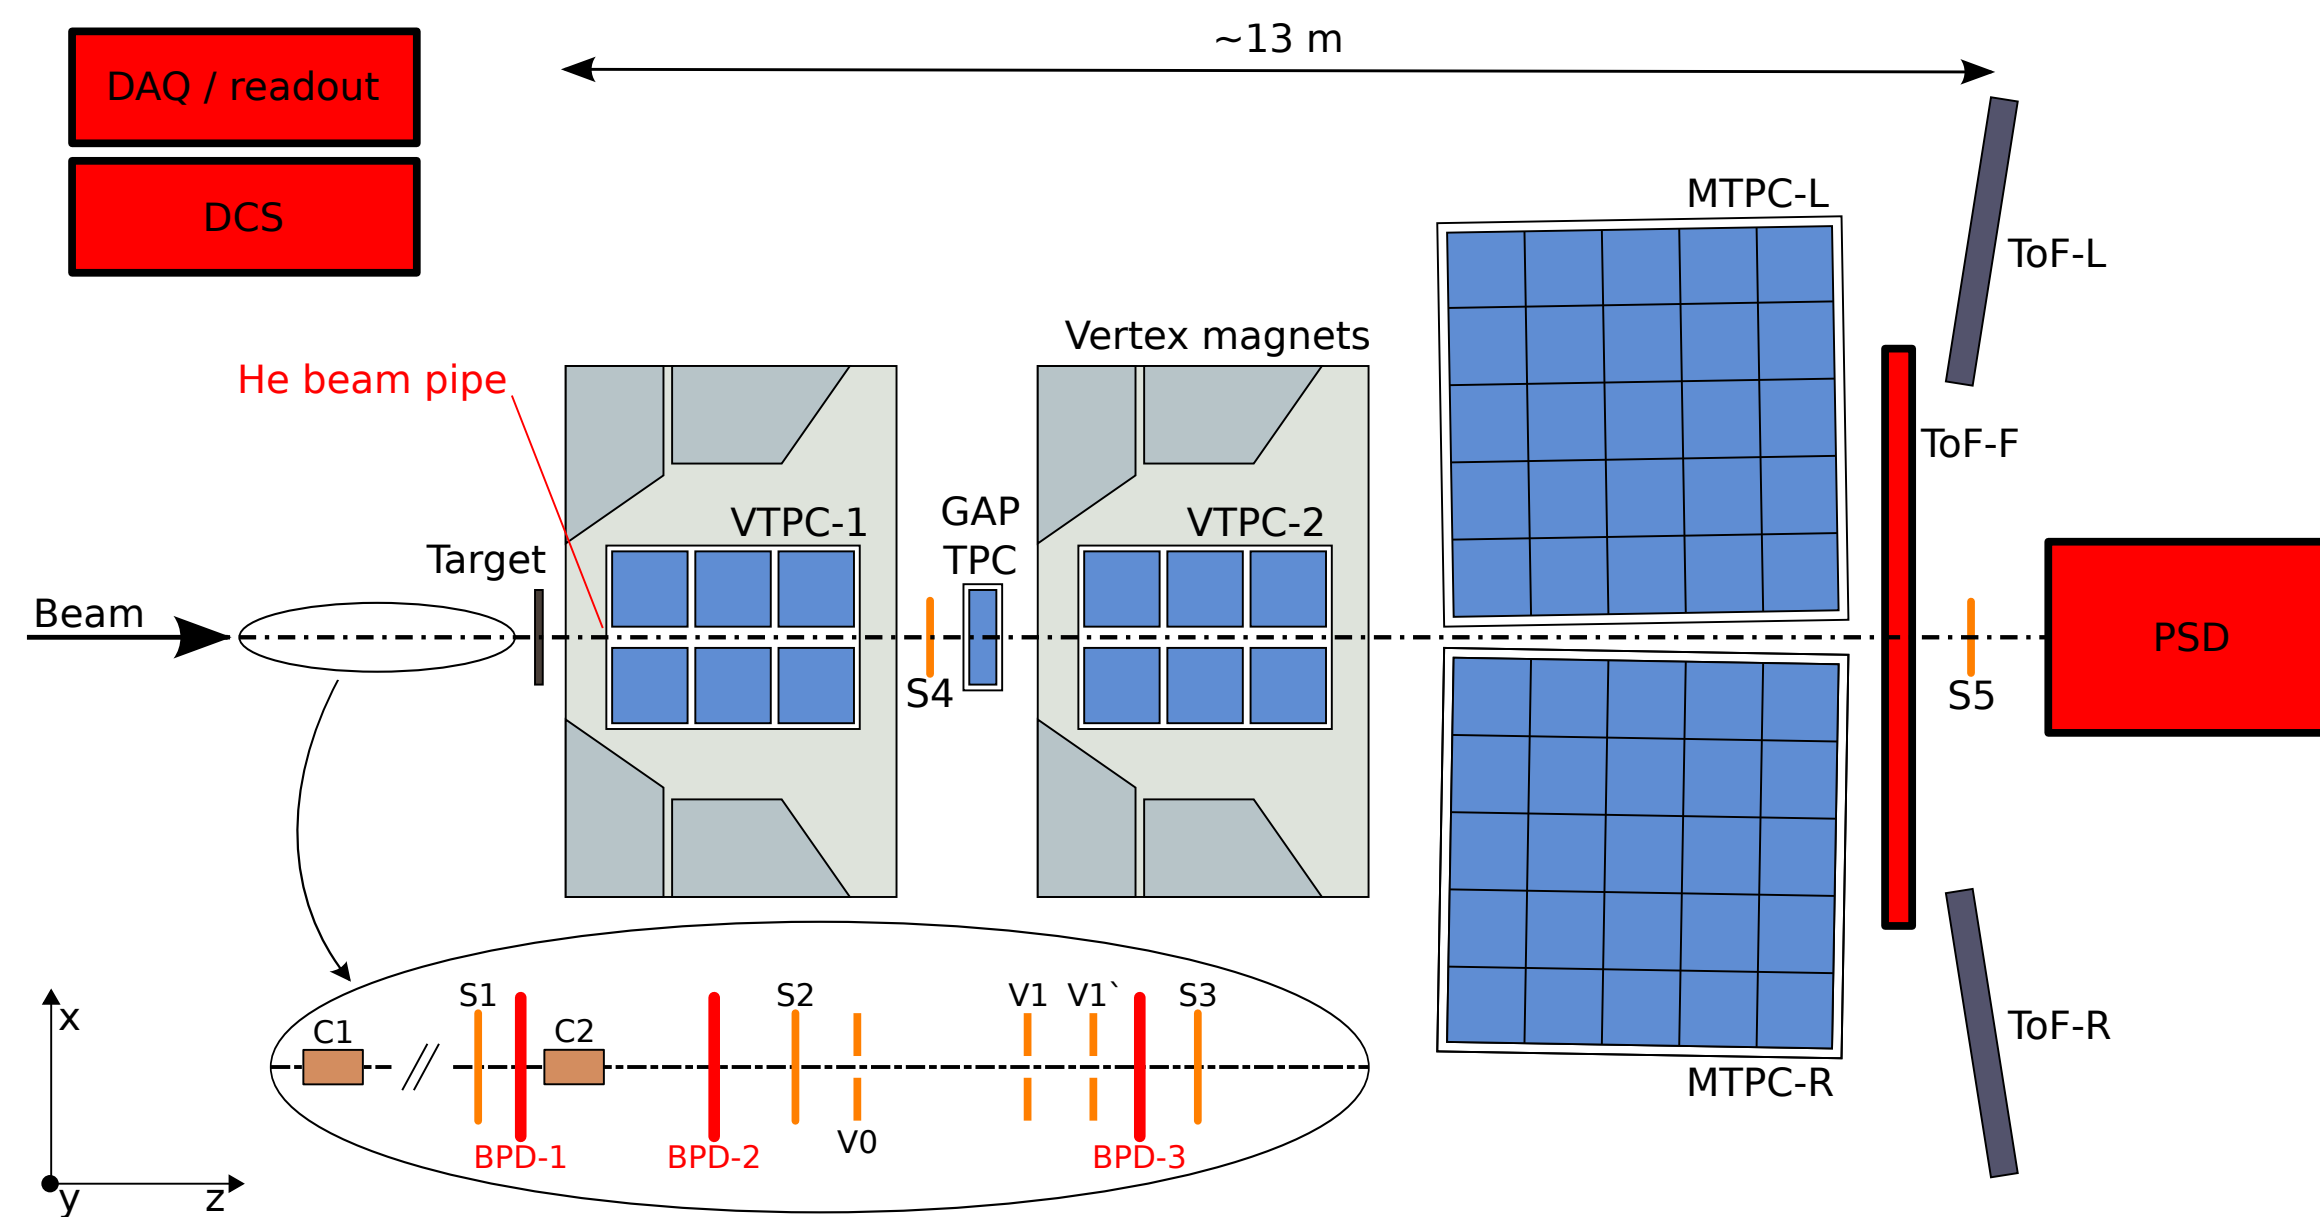 ~13 m
DAQ / readout
DCS
MTPC-L
ToF-L
Vertex magnets
He beam pipe
ToF-F
VTPC-1
GAP
TPC
VTPC-2
Target
Beam
PSD
S4
S5
S1
S2
V1
V1`
S3
C1
C2
BPD-1
BPD-2
V0
BPD-3
ToF-R
MTPC-R
x
y
z